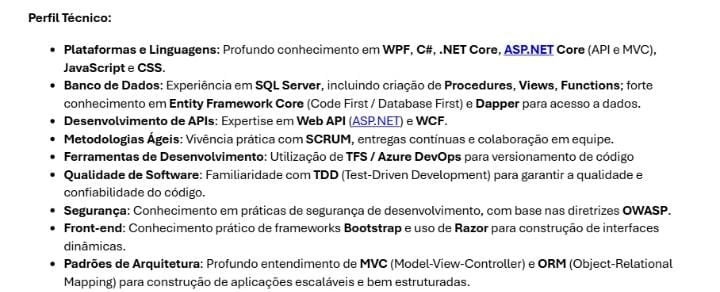 Perfil Técnico:
• Plataformas e Linguagens: Profundo conhecimento em WPF, C#, .NET Core, ASP.NET Core (API e MVC),
JavaScript e CSS.
• Banco de Dados: Experiência em SQL Server, incluindo criação de Procedures, Views, Functions; forte
conhecimento em Entity Framework Core (Code First / Database First) e Dapper para acesso a dados.
• Desenvolvimento de APIs: Expertise em Web API (ASP.NET) e WCF.
• Metodologias Ágeis: Vivência prática com SCRUM, entregas contínuas e colaboração em equipe.
• Ferramentas de Desenvolvimento: Utilização de TFS / Azure DevOps para versionamento de código
• Qualidade de Software: Familiaridade com TDD (Test-Driven Development) para garantir a qualidade e
confiabilidade do código.
• Segurança: Conhecimento em práticas de segurança de desenvolvimento, com base nas diretrizes OWASP.
• Front-end: Conhecimento prático de frameworks Bootstrap e uso de Razor para construção de interfaces
dinâmicas.
• Padrões de Arquitetura: Profundo entendimento de MVC (Model-View-Controller) e ORM (Object-Relational
Mapping) para construção de aplicações escaláveis e bem estruturadas.